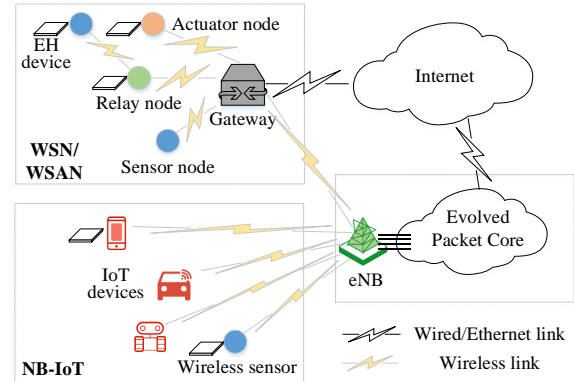 Actuator node
EH
device
Relay node
Gateway
WSN/
WSAN
Sensor node
Internet
Evolved
Packet Core
eNB
IoT
devices
NB-IoT
Wireless sensor
Wired/Ethernet link
Wireless link